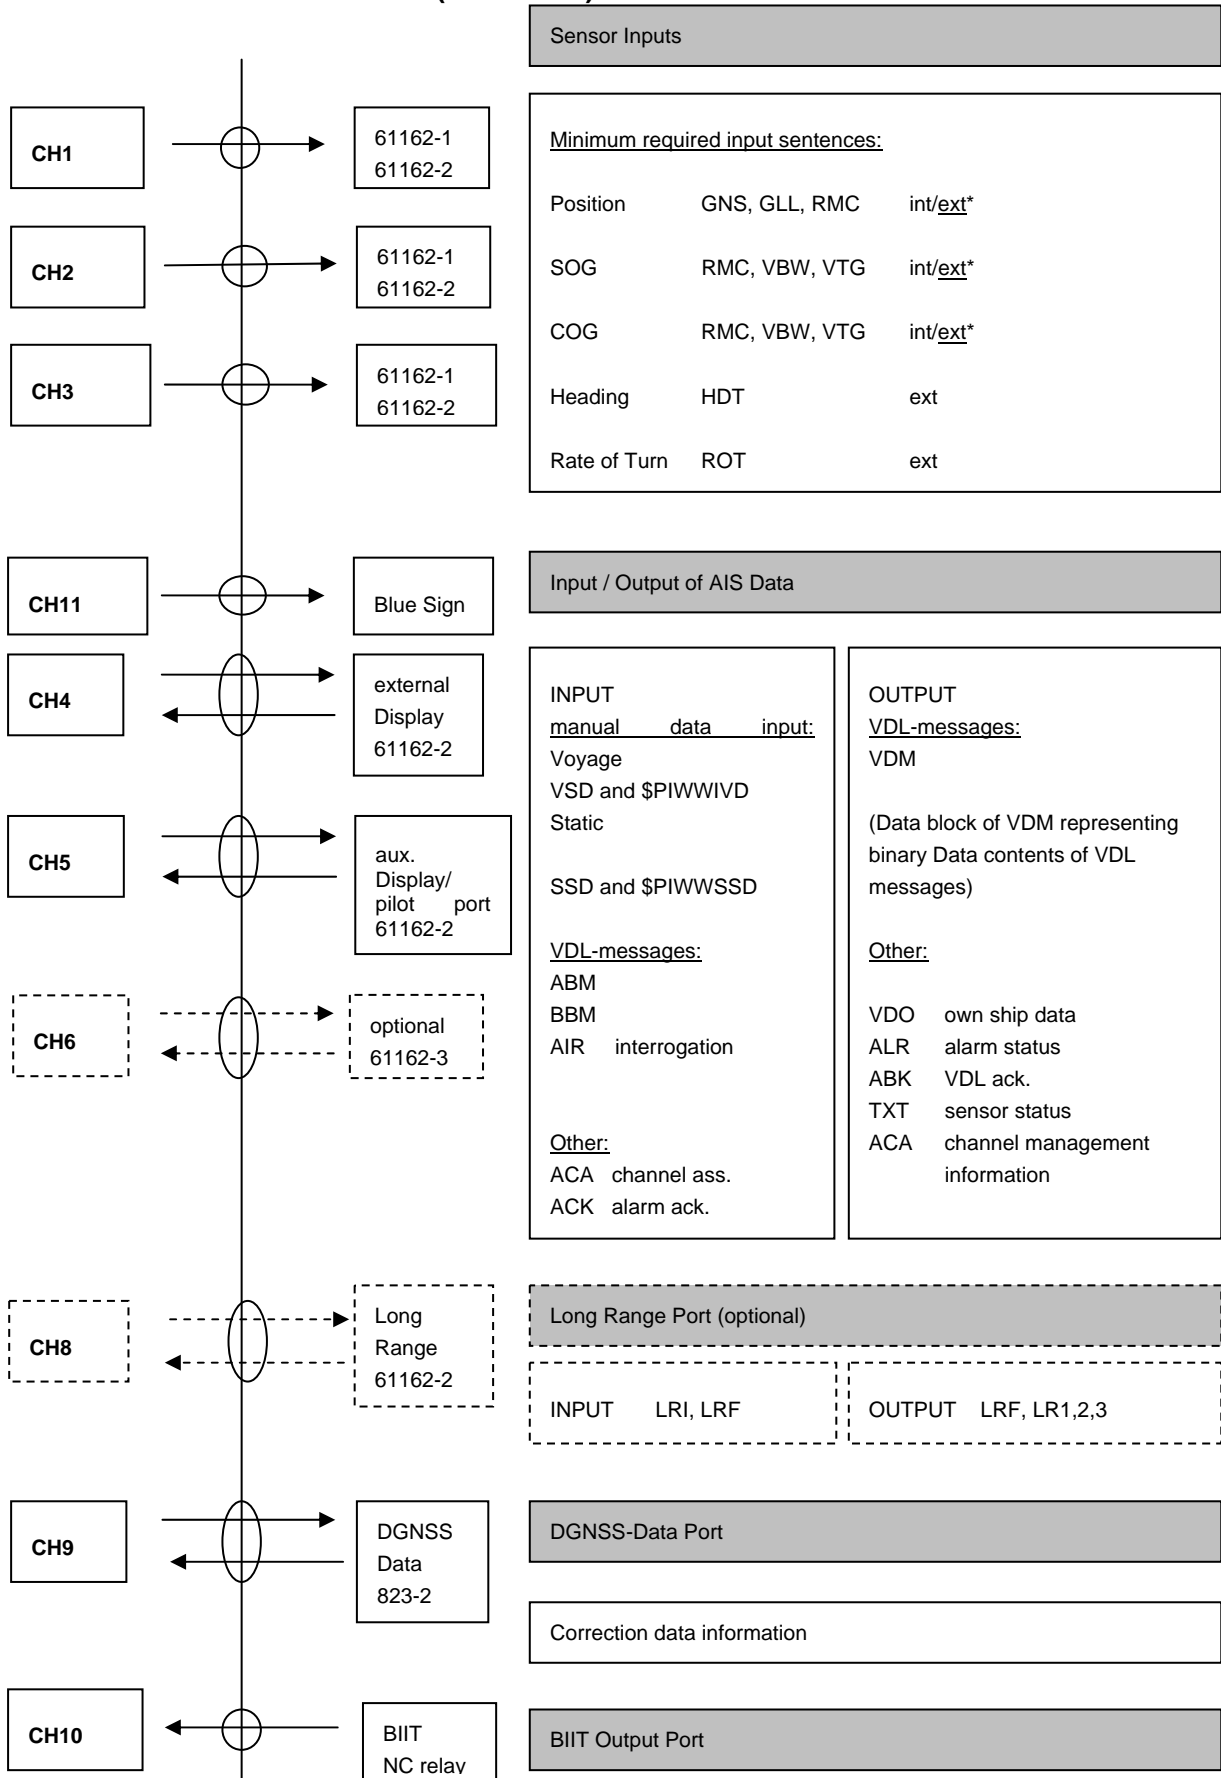 Sensor Inputs
CH1
61162-1
61162-2
Minimum required input sentences:
Position GNS, GLL, RMC int/ext*
CH2
61162-1
61162-2
SOG RMC, VBW, VTG int/ext*
COG RMC, VBW, VTG int/ext*
CH3
61162-1
61162-2
Heading HDT ext
Rate of Turn ROT ext
CH11
Blue Sign
Input / Output of AIS Data
CH4
external
Display
61162-2
CH5
aux.
Display/
pilot port
61162-2
CH6
optional
61162-3
INPUT
manual data input:
Voyage
VSD and $PIWWIVD
Static
SSD and $PIWWSSD
VDL-messages:
ABM
BBM
AIR interrogation
Other:
ACA channel ass.
ACK alarm ack.
OUTPUT
VDL-messages:
VDM
(Data block of VDM representing
binary Data contents of VDL
messages)
Other:
VDO own ship data
ALR alarm status
ABK VDL ack.
TXT sensor status
ACA channel management
information
CH8
Long
Range
61162-2
Long Range Port (optional)
INPUT LRI, LRF
OUTPUT LRF, LR1,2,3
CH9
DGNSS
Data
823-2
DGNSS-Data Port
Correction data information
CH10
BIIT
NC relay
BIIT Output Port